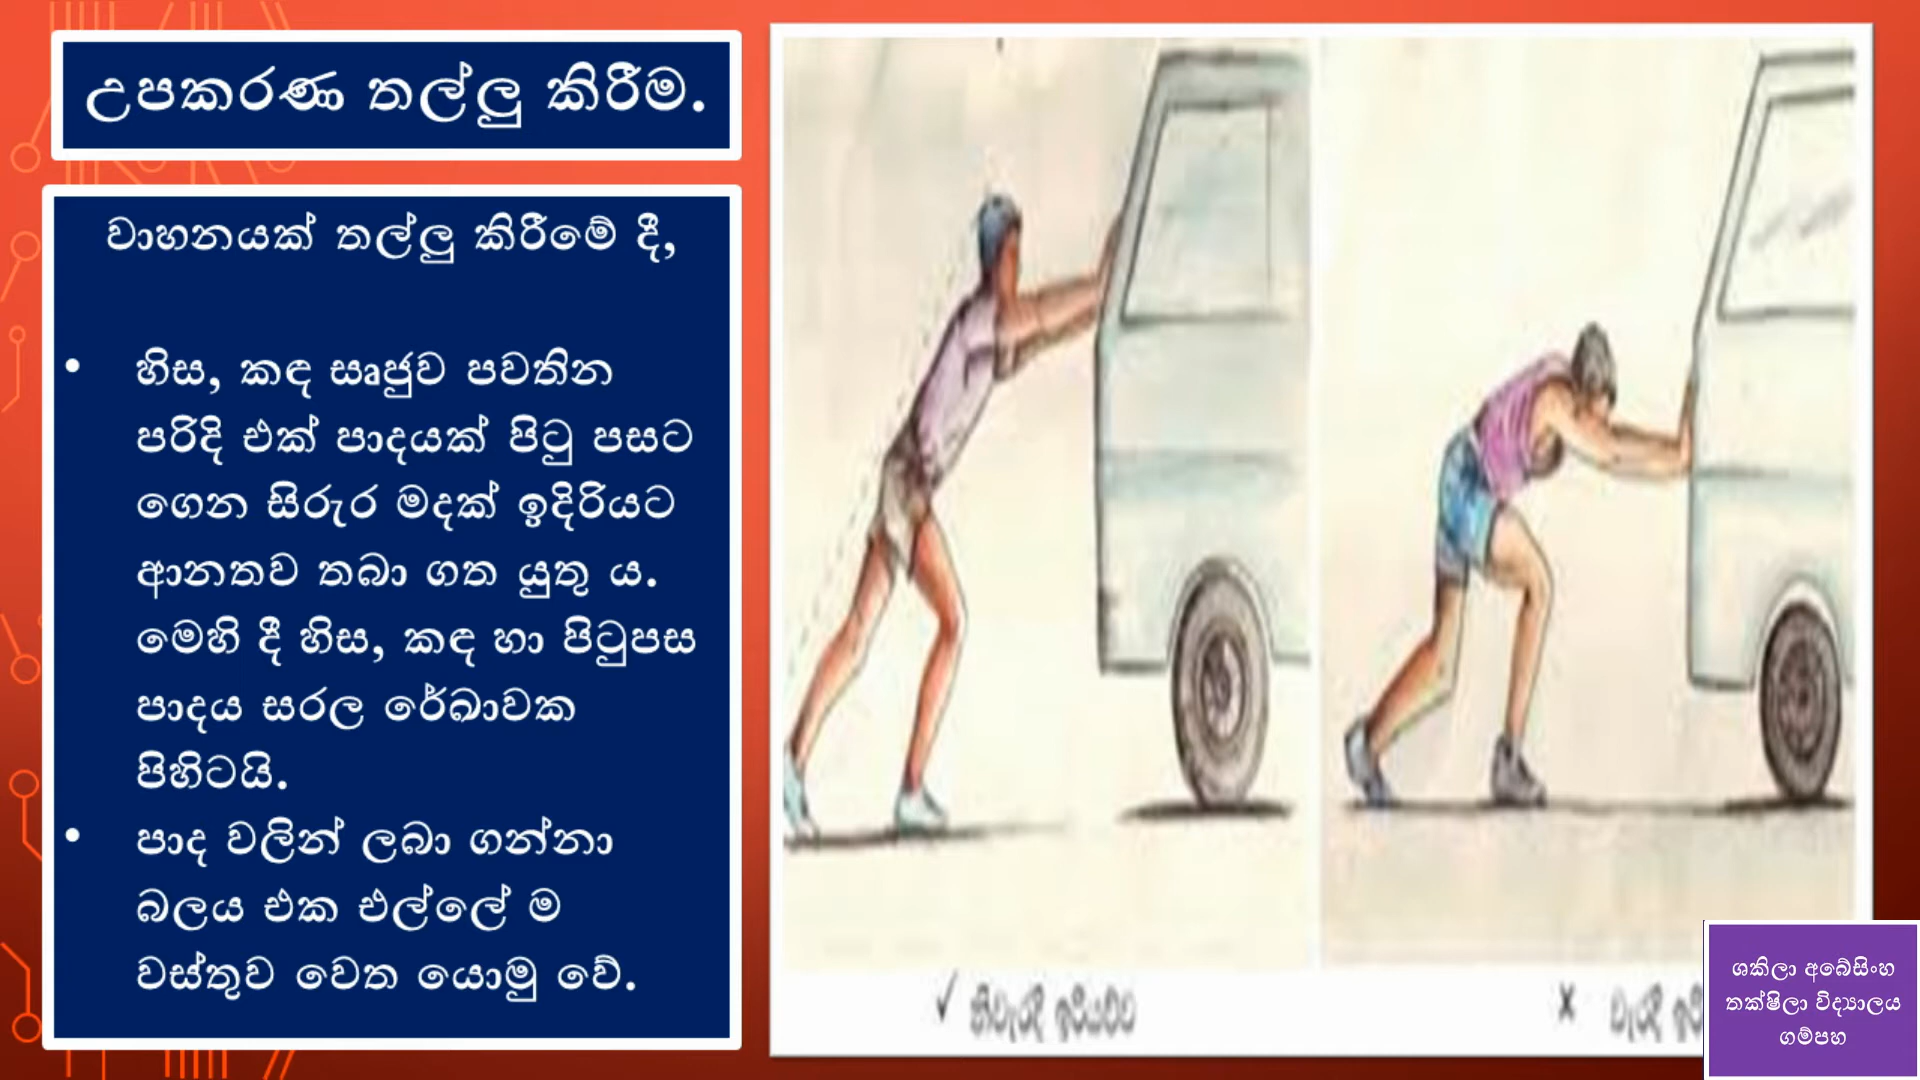 උපකරණ තල්ලු කිරීම.
වාහනයක් තල්ලු කිරීමේ දී,
• හිස, කඳ සෘජුව පවතින
පරිදි එක් පාදයක් පිටු පසට
ගෙන සිරුර මදක් ඉදිරියට
ආනතව තබා ගත යුතු ය.
මෙහි දී හිස, කඳ හා පිටුපස
පාදය සරල රේඛාවක
පිහිටයි.
• පාද වලින් ලබා ගන්නා
බලය එක එල්ලේ ම
වස්තුව වෙත යොමු වේ.
✓ නිවැරදි ඉරියව්ව
X වැරදි
ශකිලා අබේසිංහ
තක්ෂිලා විද්‍යාලය
ගම්පහ